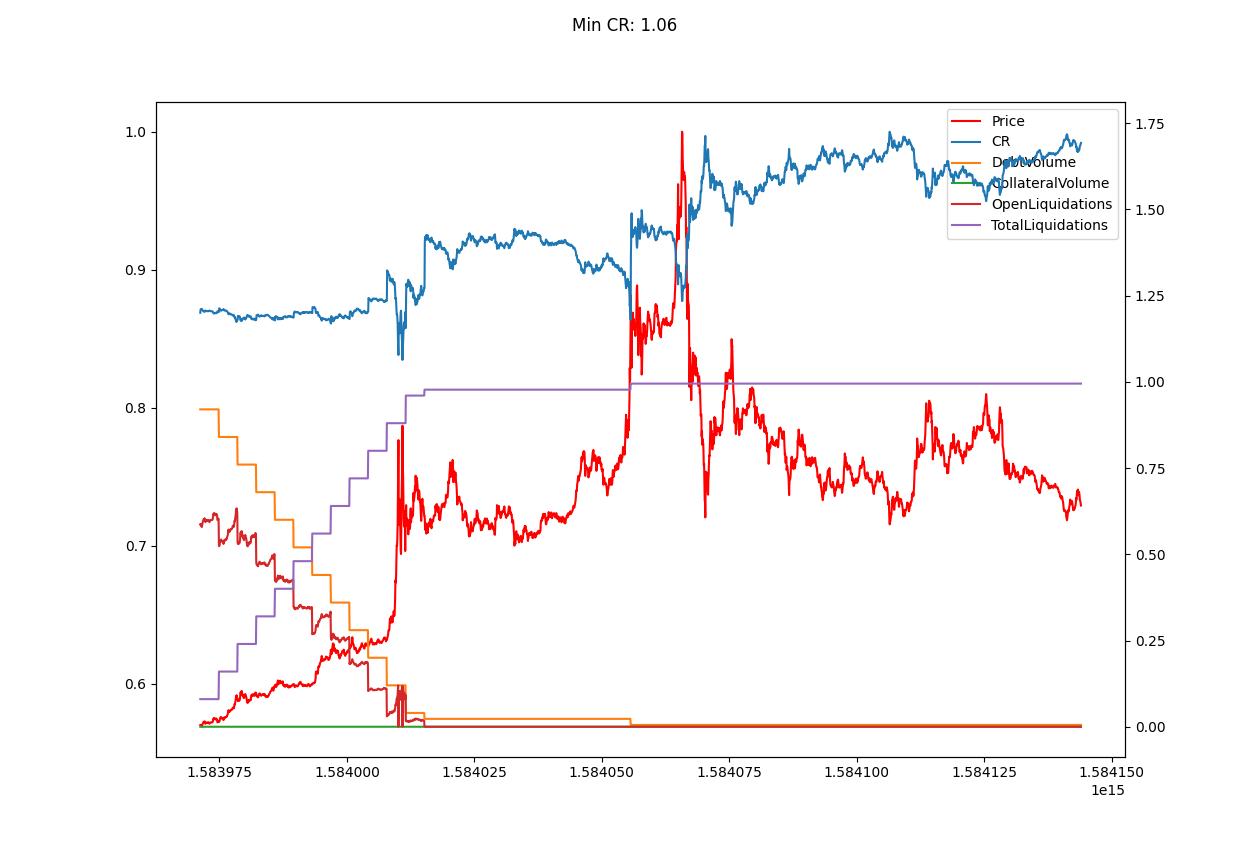 Min CR: 1.06
1.0
0.9
0.8
0.7
0.6
1.75
1.50
1.25
1.00
0.75
0.50
0.25
0.00
Price
CR
DebtVolume
CollateralVolume
OpenLiquidations
TotalLiquidations
1.583975 1.584000 1.584025 1.584050 1.584075 1.584100 1.584125 1.584150
1e15